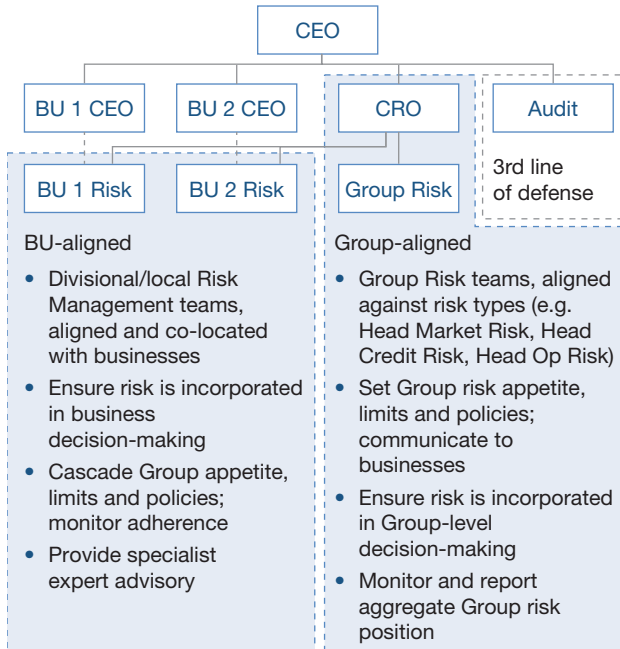 CEO
BU 1 CEO
BU 2 CEO
CRO
Audit
BU 1 Risk
BU 2 Risk
Group Risk
3rd line
of defense
BU-aligned
• Divisional/local Risk
Management teams,
aligned and co-located
with businesses
• Ensure risk is incorporated
in business
decision-making
• Cascade Group appetite,
limits and policies;
monitor adherence
• Provide specialist
expert advisory
Group-aligned
• Group Risk teams, aligned
against risk types (e.g.
Head Market Risk, Head
Credit Risk, Head Op Risk)
• Set Group risk appetite,
limits and policies;
communicate to
businesses
• Ensure risk is incorporated
in Group-level
decision-making
• Monitor and report
aggregate Group risk
position